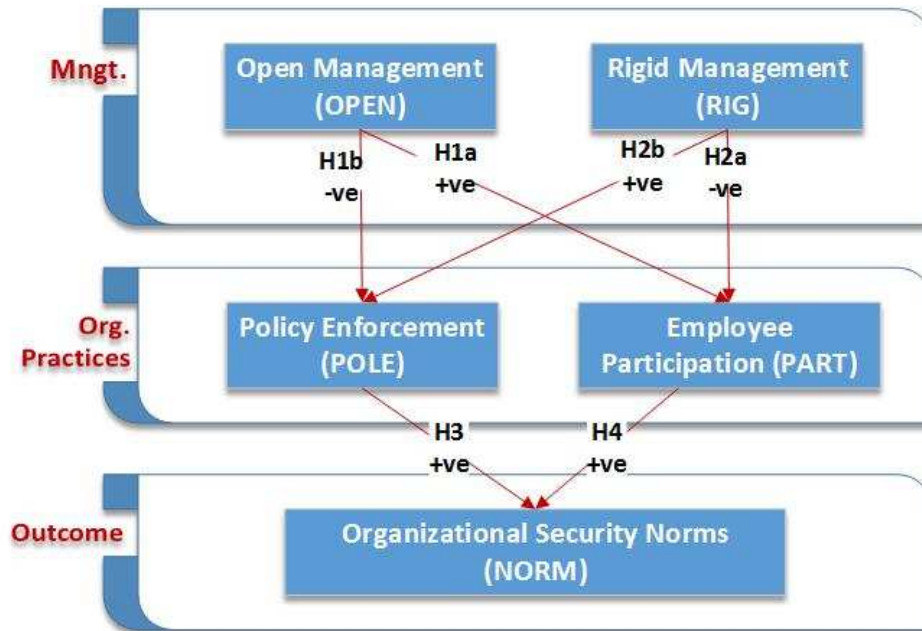 Mngt.
Open Management
(OPEN)
Rigid Management
(RIG)
H1b
-ve
H1a
+ve
H2b
+ve
H2a
-ve
Org.
Practices
Policy Enforcement
(POLE)
Employee
Participation (PART)
H3
+ve
H4
+ve
Outcome
Organizational Security Norms
(NORM)